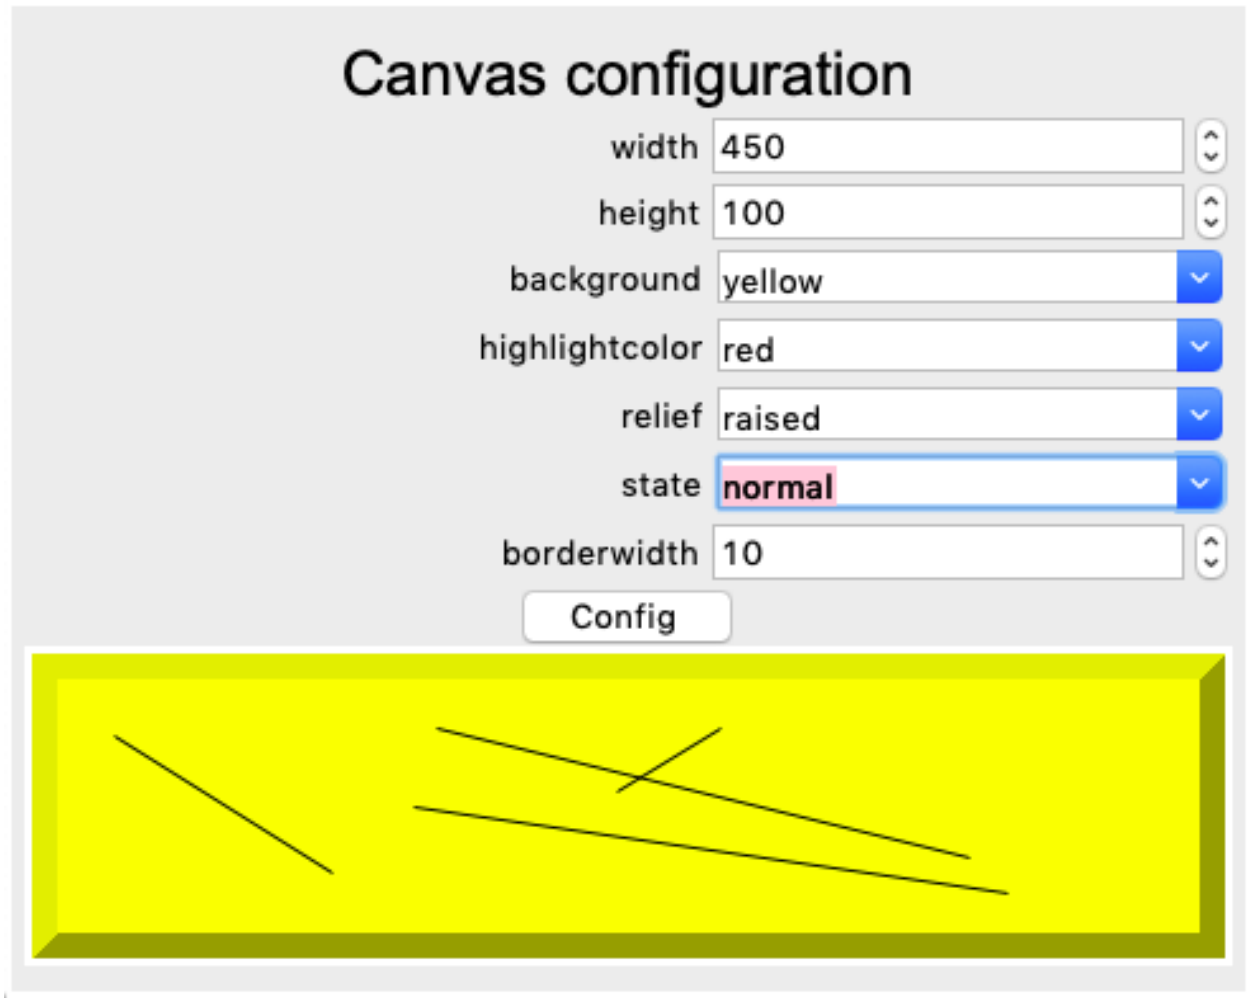 Canvas configuration
width 450
height 100
background yellow
highlightcolor red
relief raised
state normal
borderwidth 10
Config